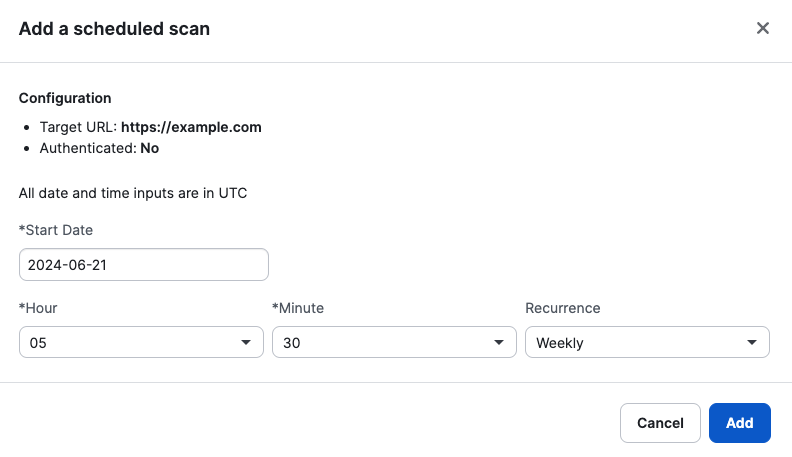 Add a scheduled scan
Configuration
• Target URL: https://example.com
• Authenticated: No
All date and time inputs are in UTC
*Start Date
2024-06-21
*Hour *Minute Recurrence
05 30 Weekly
Cancel Add